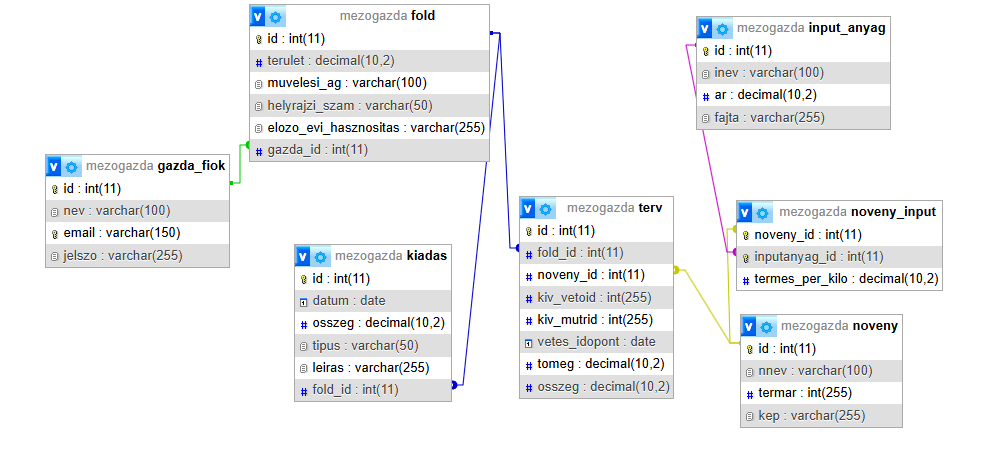 mezogazda fold
id : int(11)
terulet : decimal(10,2)
muvelesi_ag : varchar(100)
helyrajzi_szam : varchar(50)
elozo_evi_hasznositas : varchar(255)
gazda_id : int(11)
mezogazda input_anyag
id : int(11)
inev : varchar(100)
ar : decimal(10,2)
fajta : varchar(255)
mezogazda gazda_fiok
id : int(11)
nev : varchar(100)
email : varchar(150)
jelszo : varchar(255)
mezogazda terv
id : int(11)
fold_id : int(11)
noveny_id : int(11)
kiv_vetoid : int(255)
kiv_mutrid : int(255)
vetes_idopont : date
tomeg : decimal(10,2)
osszeg : decimal(10,2)
mezogazda noveny_input
noveny_id : int(11)
inputanyag_id : int(11)
termes_per_kilo : decimal(10,2)
mezogazda kiadas
id : int(11)
datum : date
osszeg : decimal(10,2)
tipus : varchar(50)
leiras : varchar(255)
fold_id : int(11)
mezogazda noveny
id : int(11)
nnev : varchar(100)
termar : int(255)
kep : varchar(255)